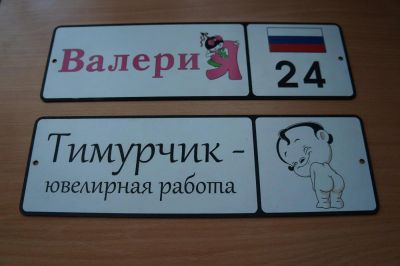 Валерия
24
Тимурчик -
ювелирная работа